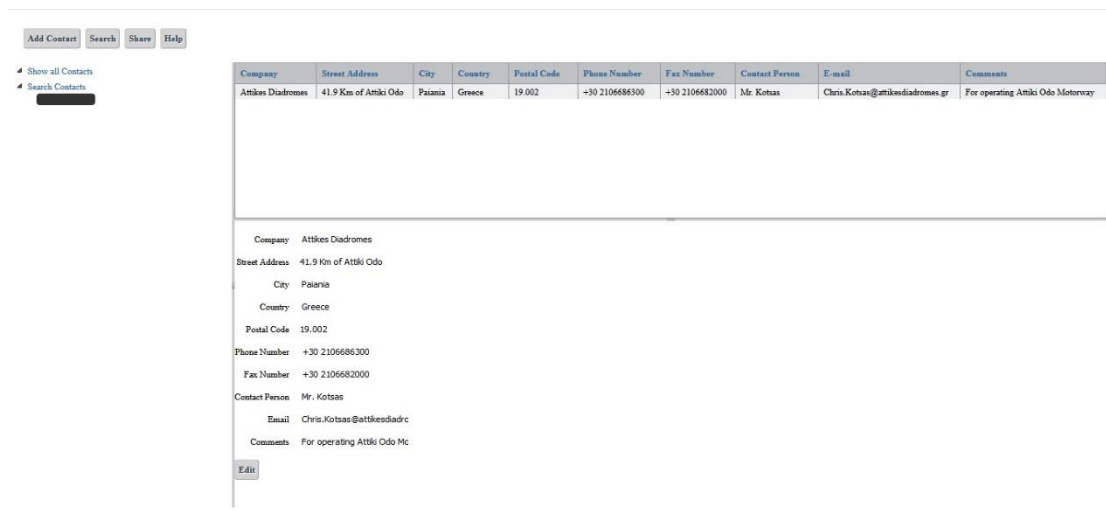 Add Contact Search Share Help
Show all Contacts
Search Contacts
Company Street Address City Country Postal Code Phone Number Fax Number Contact Person E-mail Comments
Attikes Diadromes 41.9 Km of Attiki Odo Paiania Greece 19.002 +30 2106686300 +30 2106682000 Mr. Kotsas Chris.Kotsas@attikesdiadromes.gr For operating Attiki Odo Motorway
Company Attikes Diadromes
Street Address 41.9 Km of Attiki Odo
City Paiania
Country Greece
Postal Code 19.002
Phone Number +30 2106686300
Fax Number +30 2106682000
Contact Person Mr. Kotsas
Email Chris.Kotsas@attikesdiadrc
Comments For operating Attiki Odo Mc
Edit